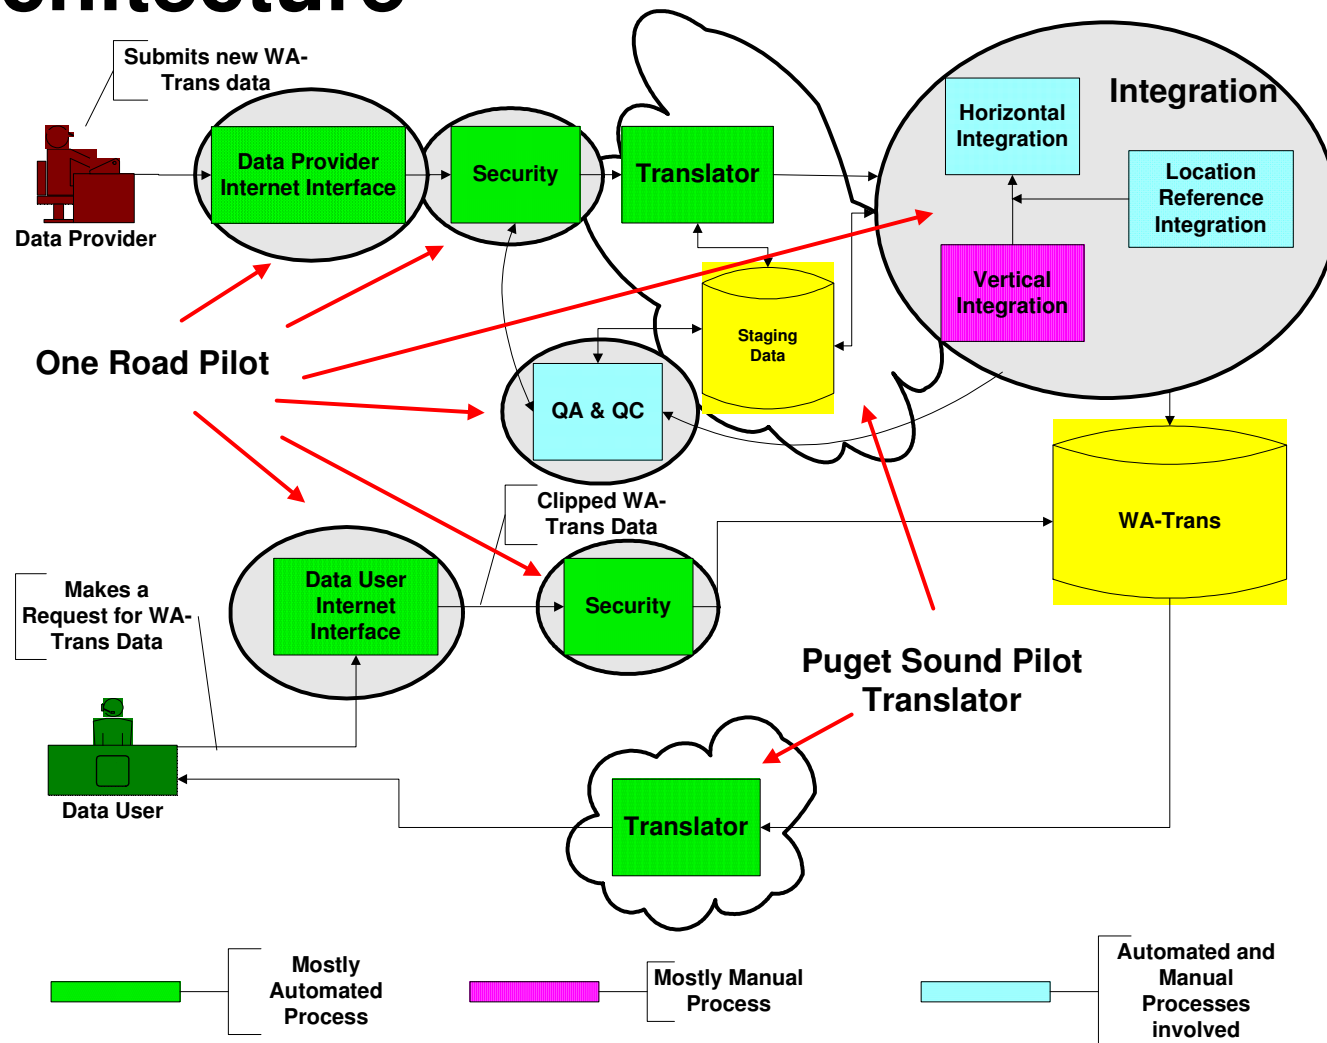 chitecture
Submits new WA-
Trans data
Data Provider
Data Provider
Internet Interface
Security
Translator
Integration
Horizontal
Integration
Location
Reference
Integration
Vertical
Integration
Staging
Data
One Road Pilot
QA & QC
Clipped WA-
Trans Data
WA-Trans
Data User
Internet
Interface
Security
Makes a
Request for WA-
Trans Data
Puget Sound Pilot
Translator
Data User
Translator
Mostly
Automated
Process
Mostly Manual
Process
Automated and
Manual
Processes
involved